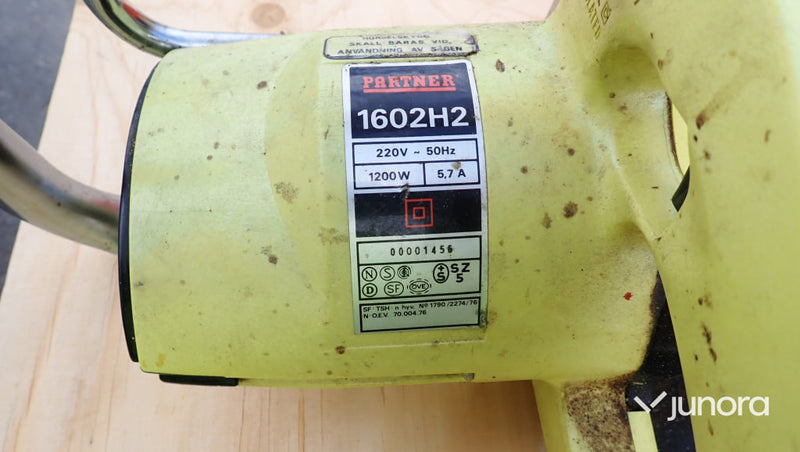 SKALL BÄRAS VID
ANVÄNDNING AV SÅGEN
PARTNER
1602H2
220V ~ 50Hz
1200W 5,7 A
00001456
N S SZ
D SF ÖVE 5
SF: TSH: n hyv. Nº 1790/2274/76
N O.E.V. 70.004.76
junora